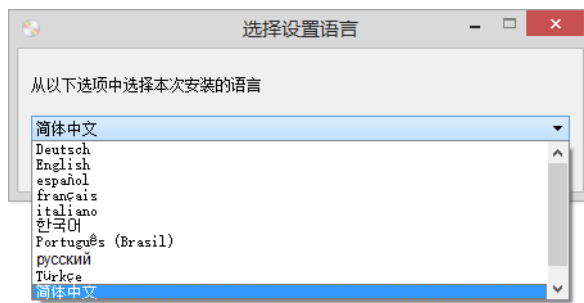 选择设置语言
从以下选项中选择本次安装的语言
简体中文
Deutsch
English
español
français
italiano
한국어
Português (Brasil)
русский
Türkçe
简体中文